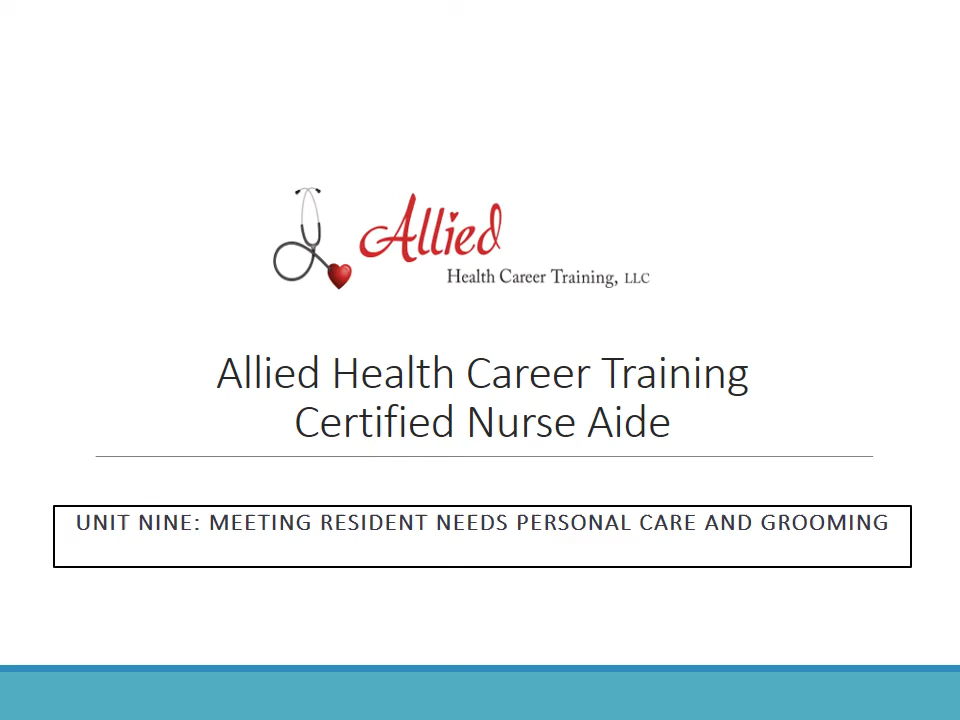 Allied
Health Career Training, LLC
Allied Health Career Training
Certified Nurse Aide
UNIT NINE: MEETING RESIDENT NEEDS PERSONAL CARE AND GROOMING